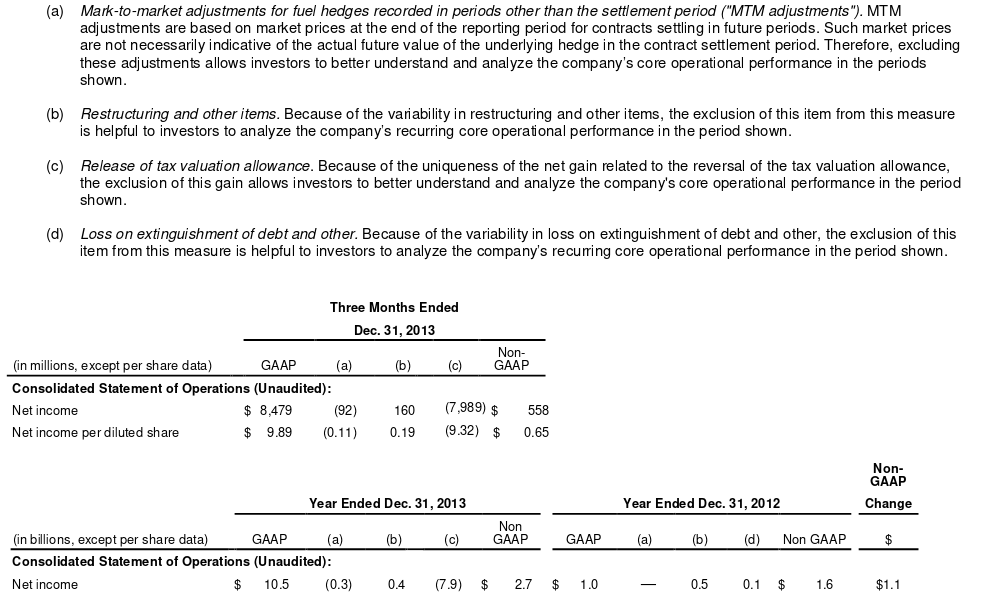 (a) Mark-to-market adjustments for fuel hedges recorded in periods other than the settlement period ("MTM adjustments"). MTM
adjustments are based on market prices at the end of the reporting period for contracts settling in future periods. Such market prices
are not necessarily indicative of the actual future value of the underlying hedge in the contract settlement period. Therefore, excluding
these adjustments allows investors to better understand and analyze the company's core operational performance in the periods
shown.
(b) Restructuring and other items. Because of the variability in restructuring and other items, the exclusion of this item from this measure
is helpful to investors to analyze the company's recurring core operational performance in the period shown.
(c) Release of tax valuation allowance. Because of the uniqueness of the net gain related to the reversal of the tax valuation allowance,
the exclusion of this gain allows investors to better understand and analyze the company's core operational performance in the period
shown.
(d) Loss on extinguishment of debt and other. Because of the variability in loss on extinguishment of debt and other, the exclusion of this
item from this measure is helpful to investors to analyze the company's recurring core operational performance in the period shown.
Three Months Ended
Dec. 31, 2013
Non-
(in millions, except per share data) GAAP (a) (b) (c) GAAP
Consolidated Statement of Operations (Unaudited):
Net income $ 8,479 (92) 160 (7,989) $ 558
Net income per diluted share $ 9.89 (0.11) 0.19 (9.32) $ 0.65
Non-
GAAP
Year Ended Dec. 31, 2013 Year Ended Dec. 31, 2012 Change
Non
(in billions, except per share data) GAAP (a) (b) (c) GAAP GAAP (a) (b) (d) Non GAAP $
Consolidated Statement of Operations (Unaudited):
Net income $ 10.5 (0.3) 0.4 (7.9) $ 2.7 $ 1.0 — 0.5 0.1 $ 1.6 $1.1